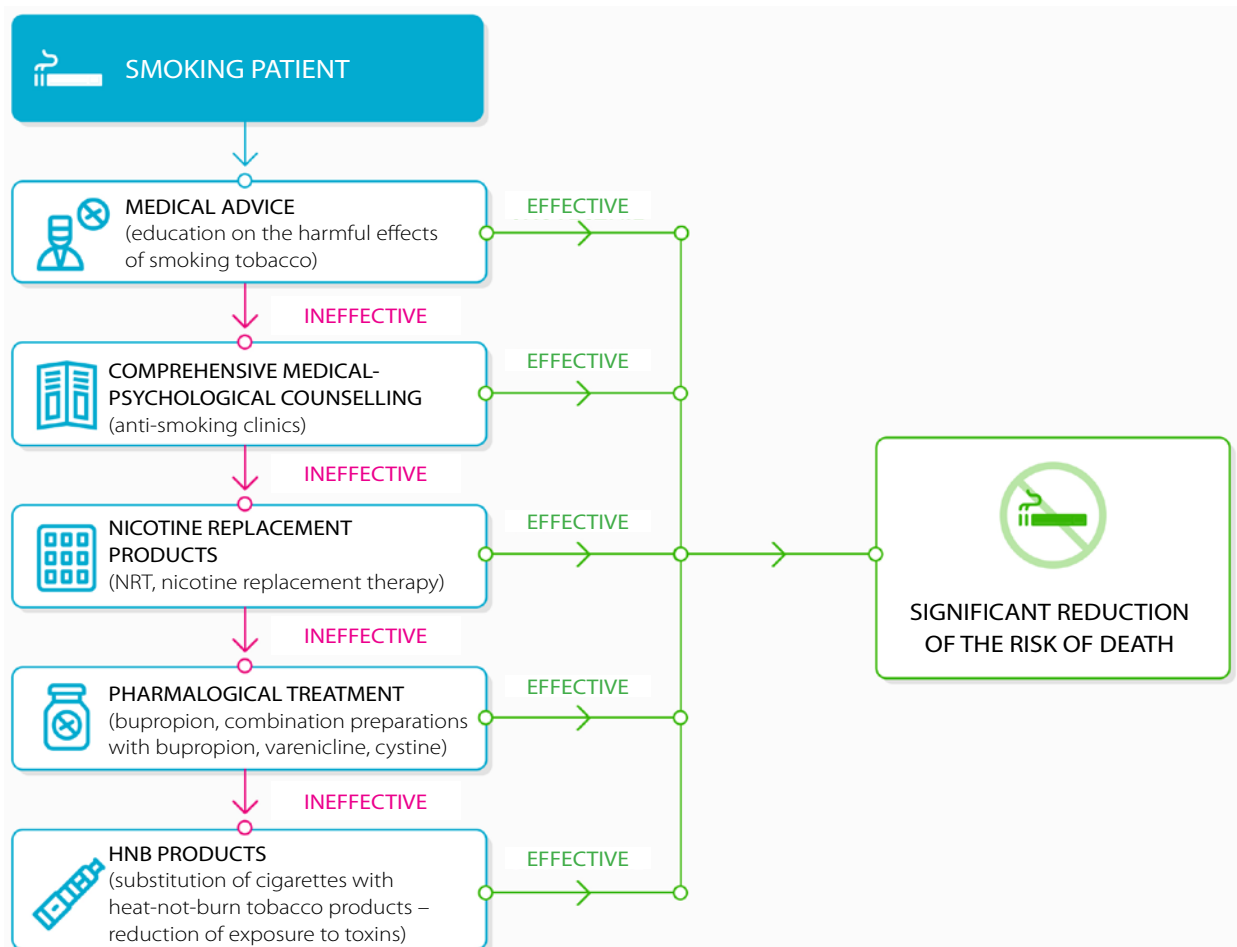 SMOKING PATIENT
MEDICAL ADVICE
(education on the harmful effects
of smoking tobacco)
EFFECTIVE
INEFFECTIVE
COMPREHENSIVE MEDICAL-
PSYCHOLOGICAL COUNSELLING
(anti-smoking clinics)
EFFECTIVE
INEFFECTIVE
NICOTINE REPLACEMENT
PRODUCTS
(NRT, nicotine replacement therapy)
EFFECTIVE
INEFFECTIVE
PHARMALOGICAL TREATMENT
(bupropion, combination preparations
with bupropion, varenicline, cystine)
EFFECTIVE
INEFFECTIVE
HNB PRODUCTS
(substitution of cigarettes with
heat-not-burn tobacco products –
reduction of exposure to toxins)
EFFECTIVE
SIGNIFICANT REDUCTION
OF THE RISK OF DEATH